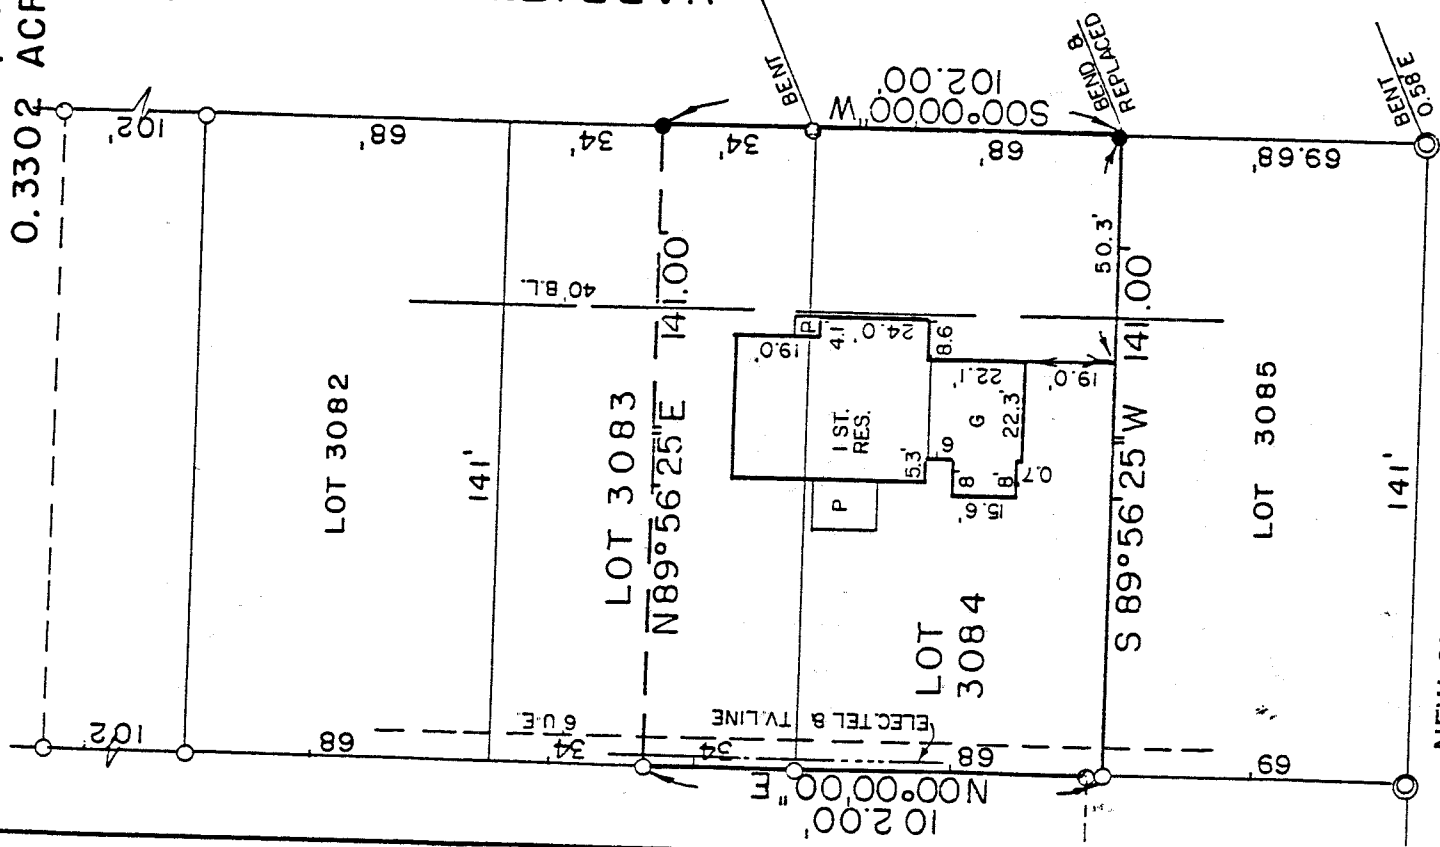 0.3302 ACR
102'
68'
34'
34'
68'
69.68'
BENT
S00°00'00"W
102.00'
BEND &
REPLACED
BENT
0.58' E
40' B.L.
LOT 3082
141'
LOT 3083
N89°56'25"E 141.00'
50.3'
19.0'
P
4.1
24.0'
8.6
22.1'
19.0'
1 ST.
RES.
G
22.3'
5.3'
6
8
8
0.7
15.6'
P
S 89°56'25"W 141.00'
LOT 3085
141'
LOT
3084
6' U.E.
ELEC. TEL & T.V. LINE
102'
68
34
34
68
69
N00°00'00"E
102.00'